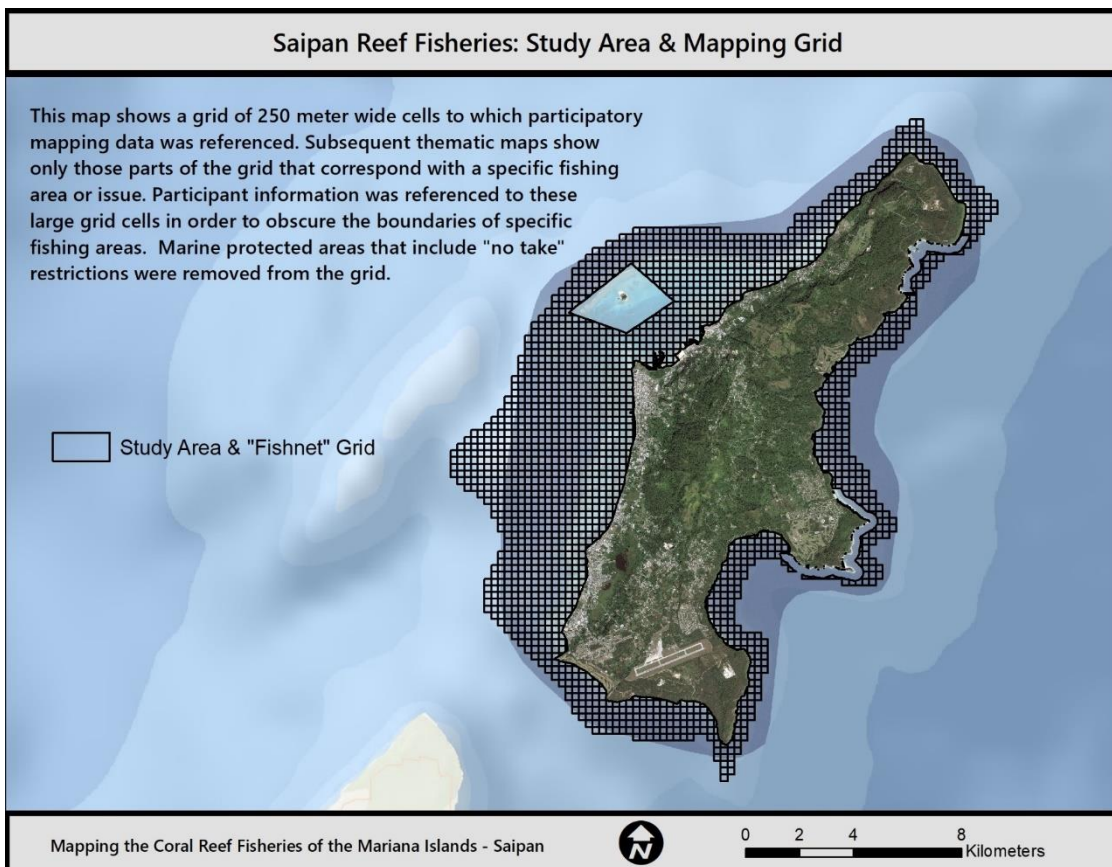 Saipan Reef Fisheries: Study Area & Mapping Grid
This map shows a grid of 250 meter wide cells to which participatory
mapping data was referenced. Subsequent thematic maps show
only those parts of the grid that correspond with a specific fishing
area or issue. Participant information was referenced to these
large grid cells in order to obscure the boundaries of specific
fishing areas.  Marine protected areas that include "no take"
restrictions were removed from the grid.
Study Area & "Fishnet" Grid
Mapping the Coral Reef Fisheries of the Mariana Islands - Saipan
N
0 2 4 8
Kilometers